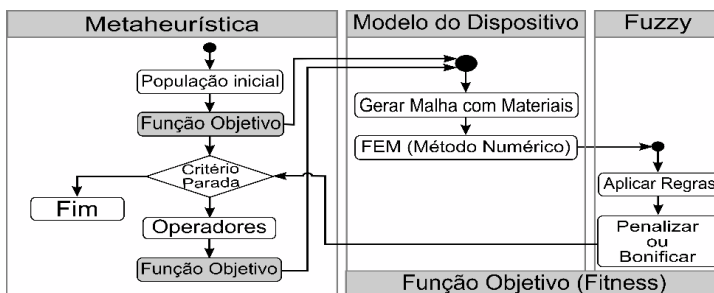 Metaheurística
População inicial
Função Objetivo
Critério
Parada
Fim
Operadores
Função Objetivo
Modelo do Dispositivo
Gerar Malha com Materiais
FEM (Método Numérico)
Fuzzy
Aplicar Regras
Penalizar
ou
Bonificar
Função Objetivo (Fitness)